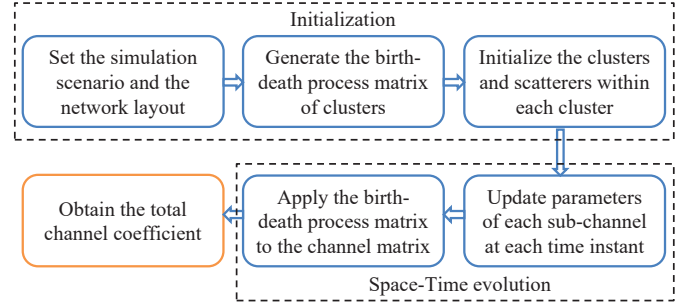 Initialization
Set the simulation
scenario and the
network layout
Generate the birth-
death process matrix
of clusters
Initialize the clusters
and scatterers within
each cluster
Obtain the total
channel coefficient
Apply the birth-
death process matrix
to the channel matrix
Update parameters
of each sub-channel
at each time instant
Space-Time evolution